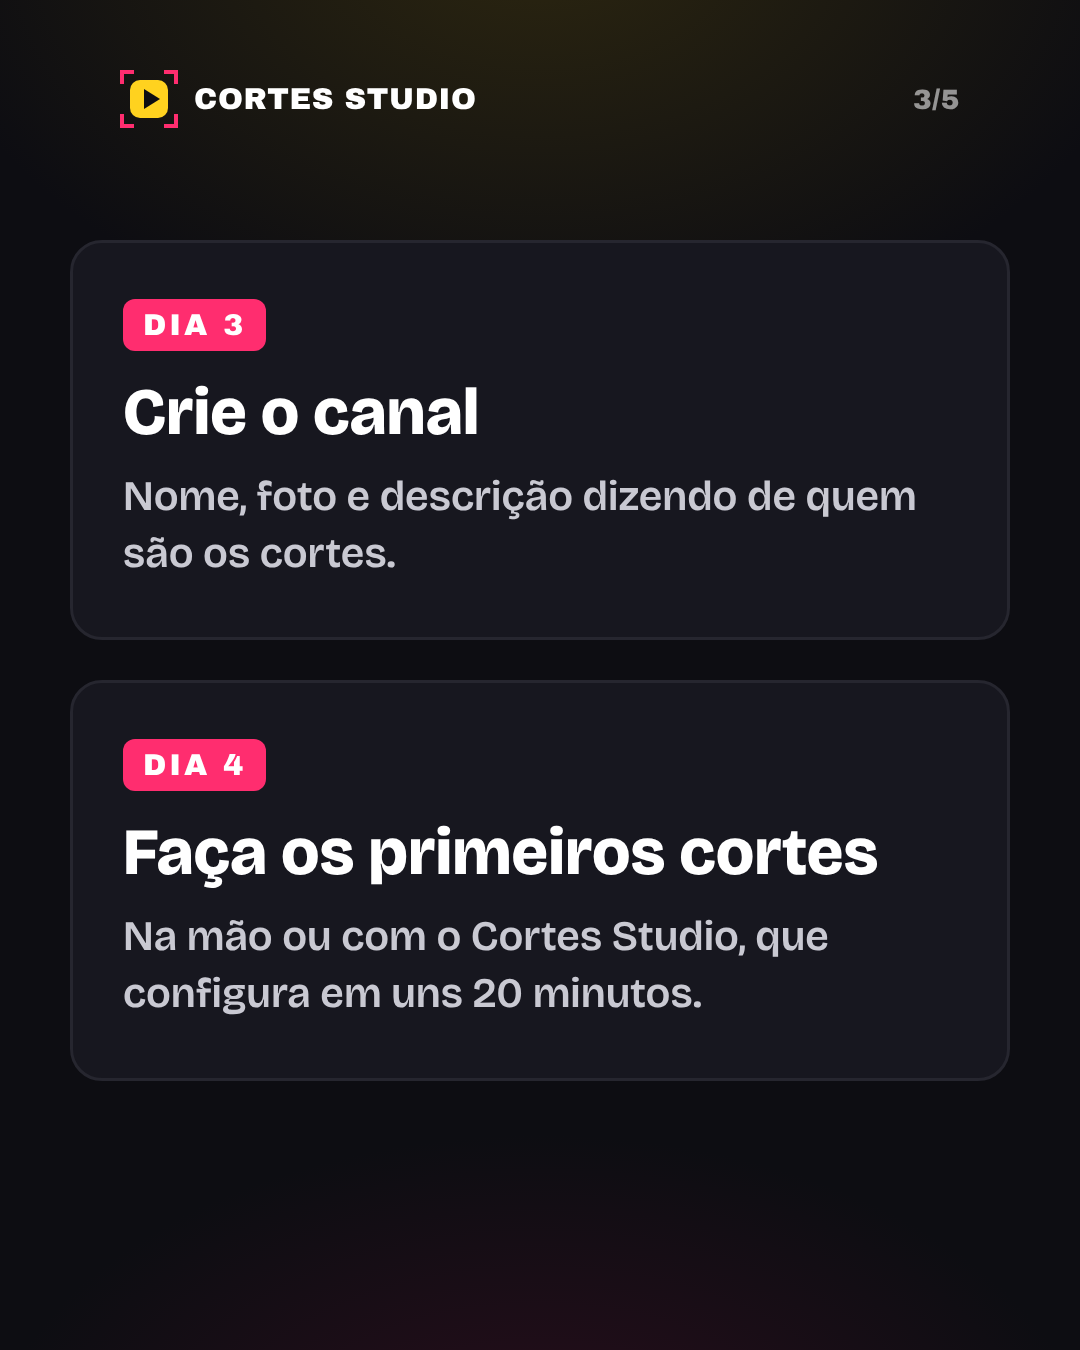 CORTES STUDIO
3/5
DIA 3
Crie o canal
Nome, foto e descrição dizendo de quem
são os cortes.
DIA 4
Faça os primeiros cortes
Na mão ou com o Cortes Studio, que
configura em uns 20 minutos.